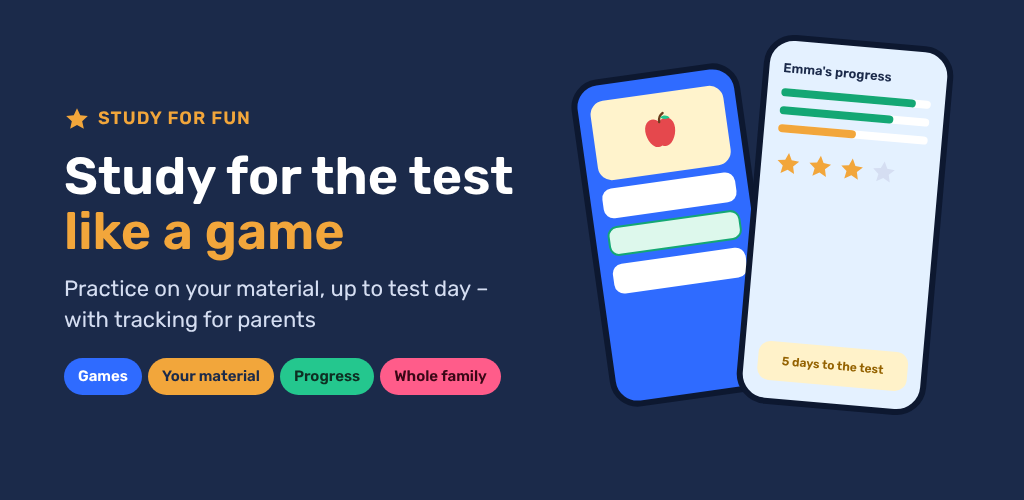 STUDY FOR FUN
Study for the test
like a game
Practice on your material, up to test day –
with tracking for parents
Games
Your material
Progress
Whole family
Emma's progress
5 days to the test